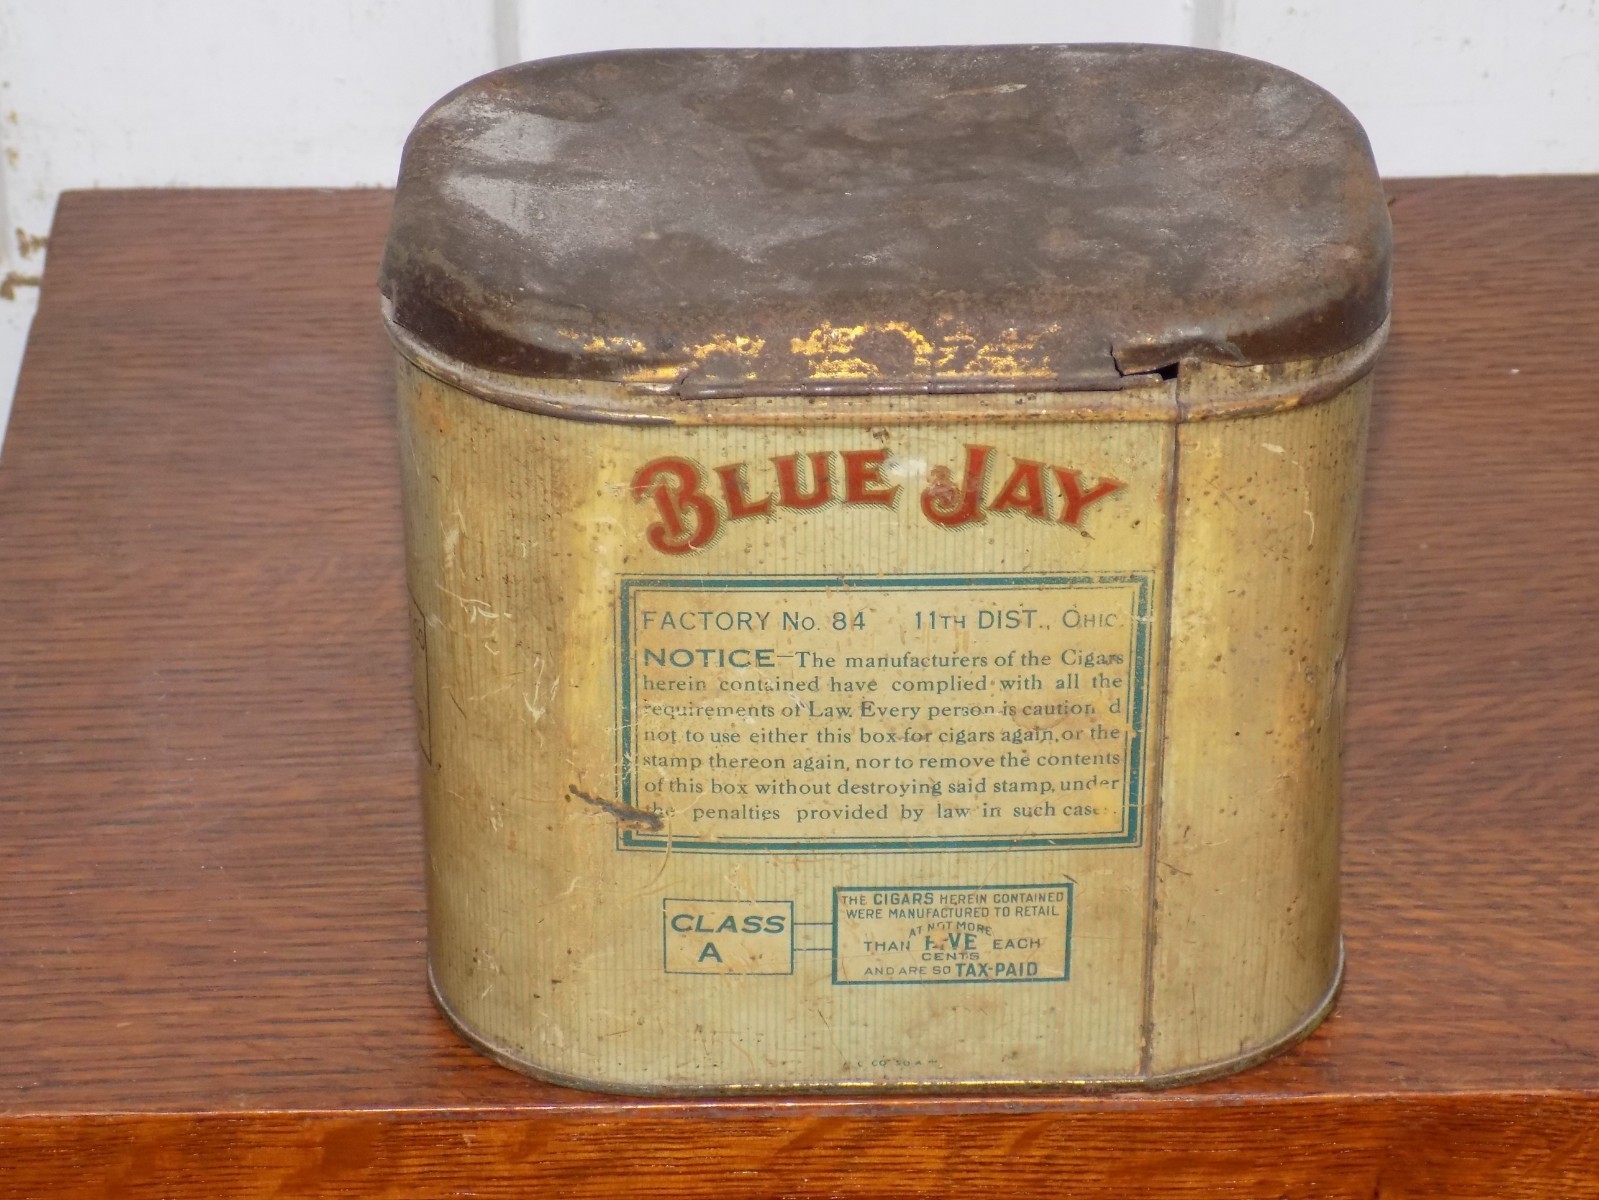 BLUE JAY
FACTORY No. 84 11TH DIST., OHIO
NOTICE—The manufacturers of the Cigars
herein contained have complied with all the
requirements of Law. Every person is caution d
not to use either this box for cigars again, or the
stamp thereon again, nor to remove the contents
of this box without destroying said stamp, under
the penalties provided by law in such cases
CLASS
A
THE CIGARS HEREIN CONTAINED
WERE MANUFACTURED TO RETAIL
AT NOT MORE
THAN FIVE EACH
CENTS
AND ARE SO TAX-PAID